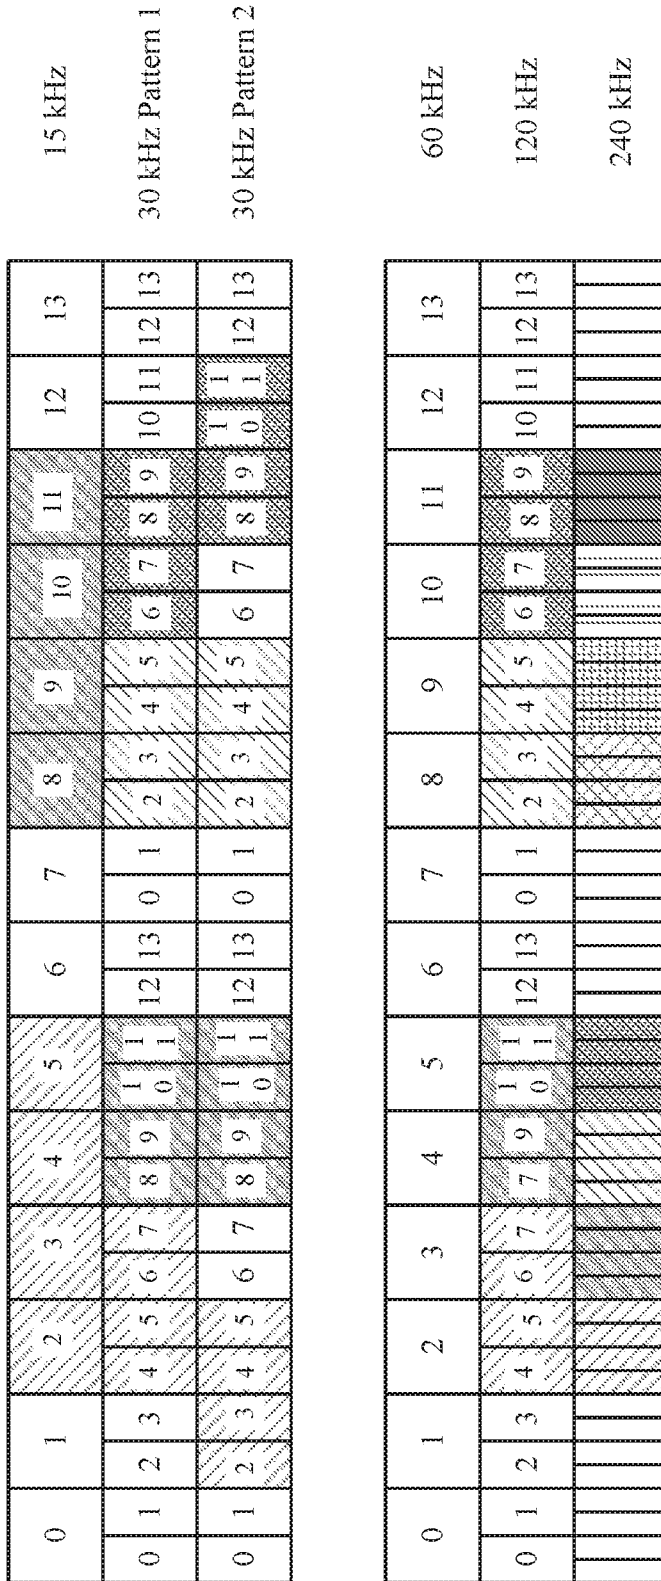 0 1 2 3 4 5 6 7 8 9 10 11 12 13 15 kHz
0 1 2 3 4 5 6 7 8 9 10 11 12 13 0 1 2 3 4 5 6 7 8 9 10 11 12 13 30 kHz Pattern 1
0 1 2 3 4 5 6 7 8 9 10 11 12 13 0 1 2 3 4 5 6 7 8 9 10 11 12 13 30 kHz Pattern 2
0 1 2 3 4 5 6 7 8 9 10 11 12 13 60 kHz
0 1 2 3 4 5 6 7 7 9 10 11 12 13 0 1 2 3 4 5 6 7 8 9 10 11 12 13 120 kHz
240 kHz